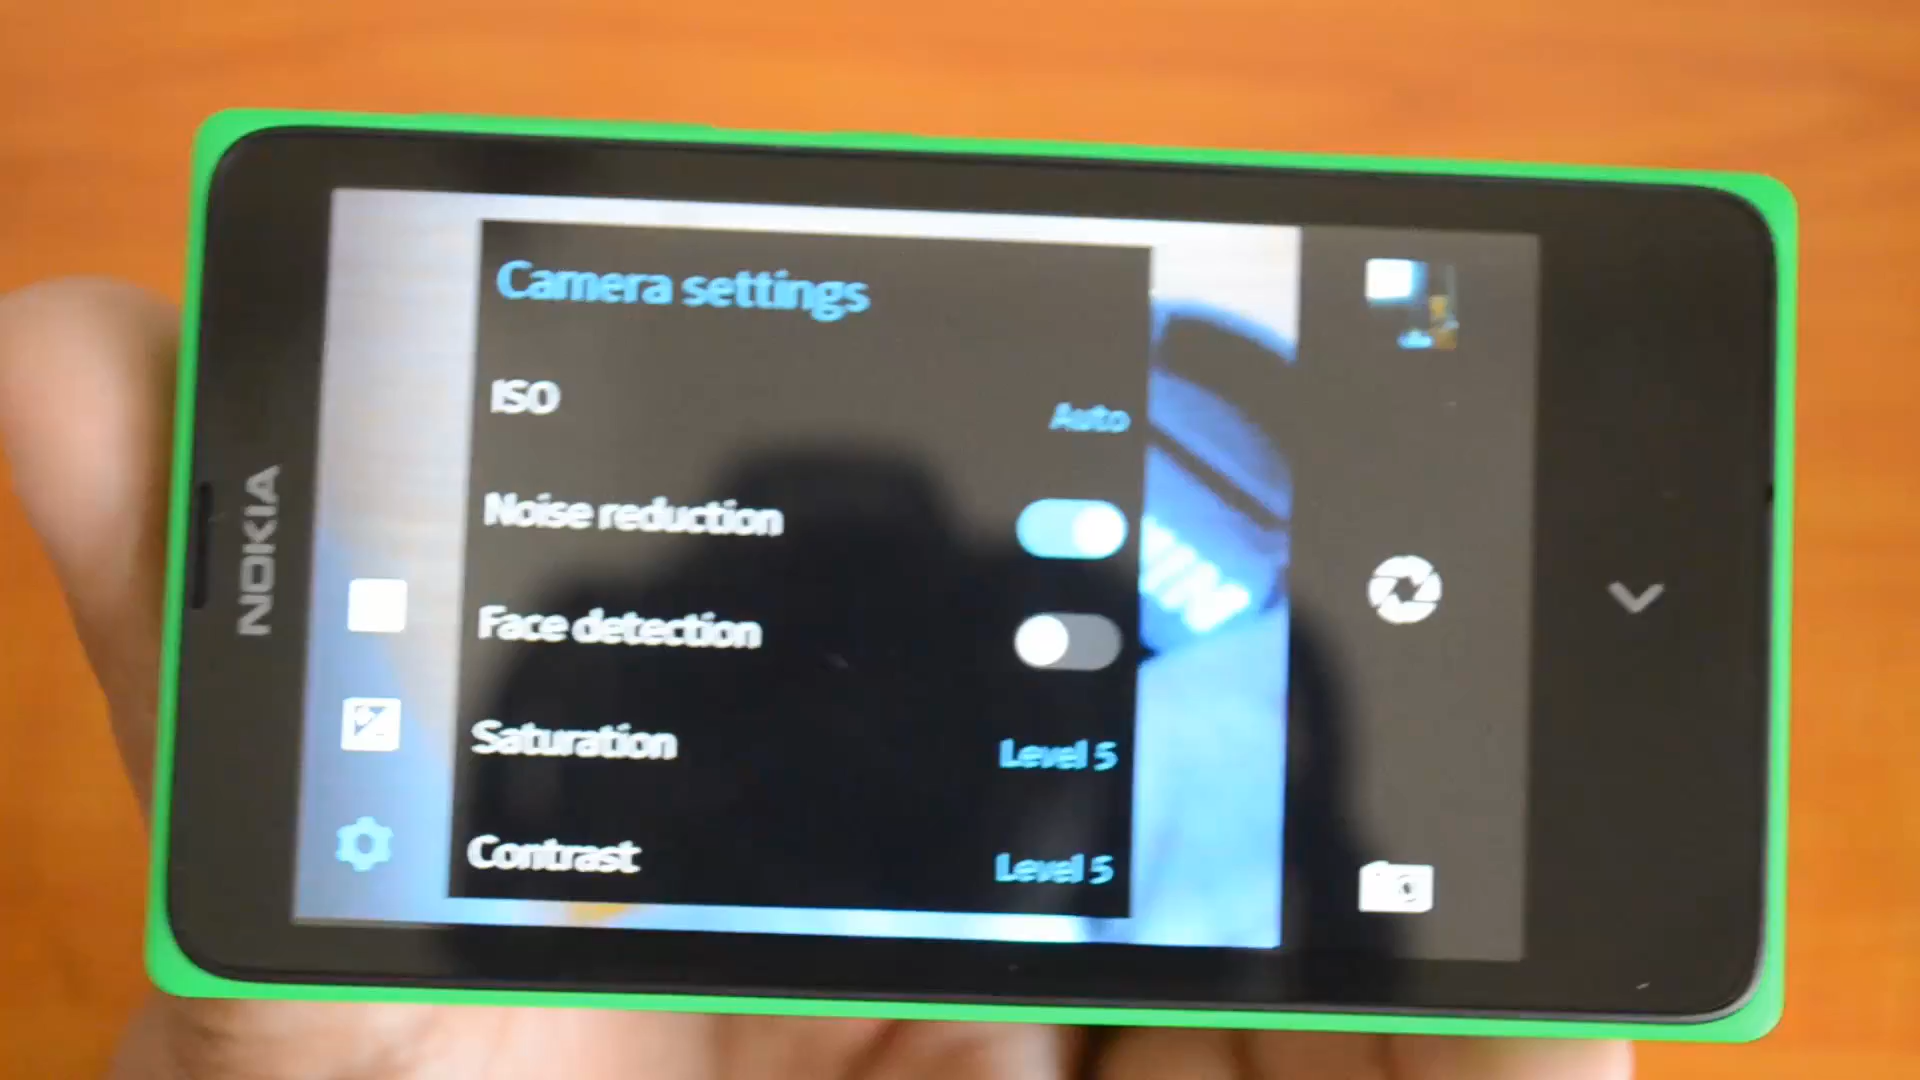 NOKIA
Camera settings
ISO
Auto
Noise reduction
Face detection
Saturation
Level 5
Contrast
Level 5